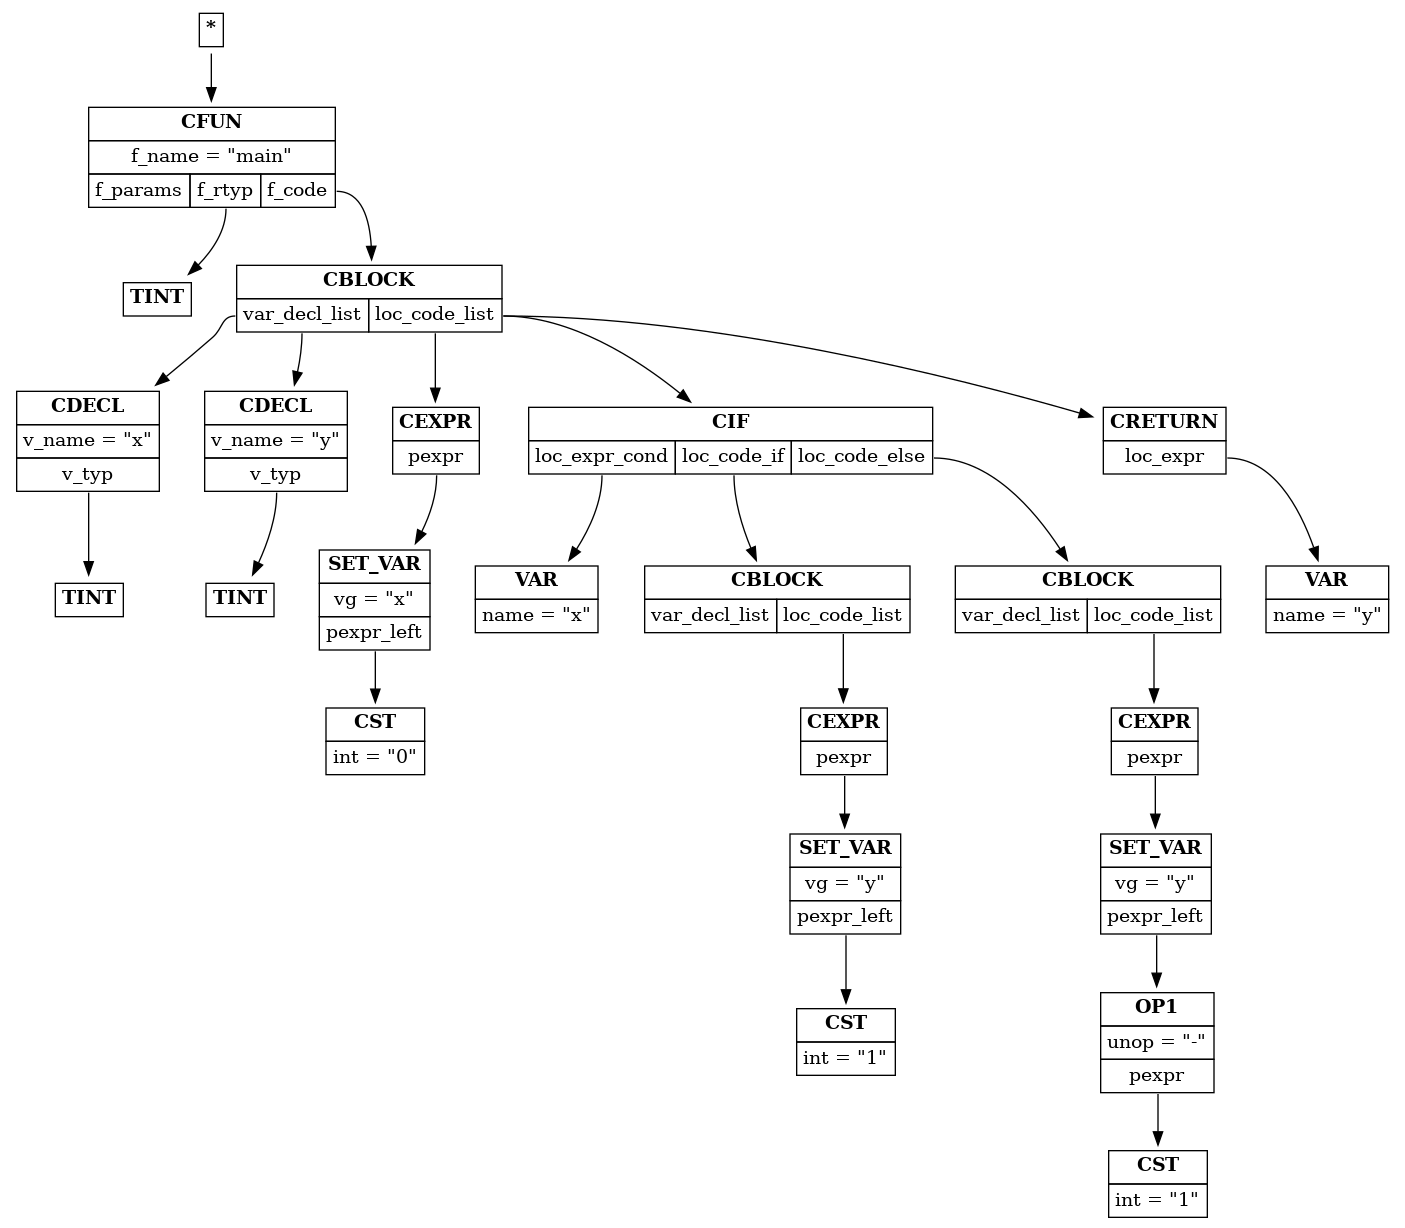 *
CFUN
f_name = "main"
f_params f_rtyp f_code
TINT
CBLOCK
var_decl_list loc_code_list
CDECL
v_name = "x"
v_typ
CDECL
v_name = "y"
v_typ
CEXPR
pexpr
CIF
loc_expr_cond loc_code_if loc_code_else
CRETURN
loc_expr
TINT
TINT
SET_VAR
vg = "x"
pexpr_left
VAR
name = "x"
CBLOCK
var_decl_list loc_code_list
CBLOCK
var_decl_list loc_code_list
VAR
name = "y"
CST
int = "0"
CEXPR
pexpr
CEXPR
pexpr
SET_VAR
vg = "y"
pexpr_left
SET_VAR
vg = "y"
pexpr_left
CST
int = "1"
OP1
unop = "-"
pexpr
CST
int = "1"